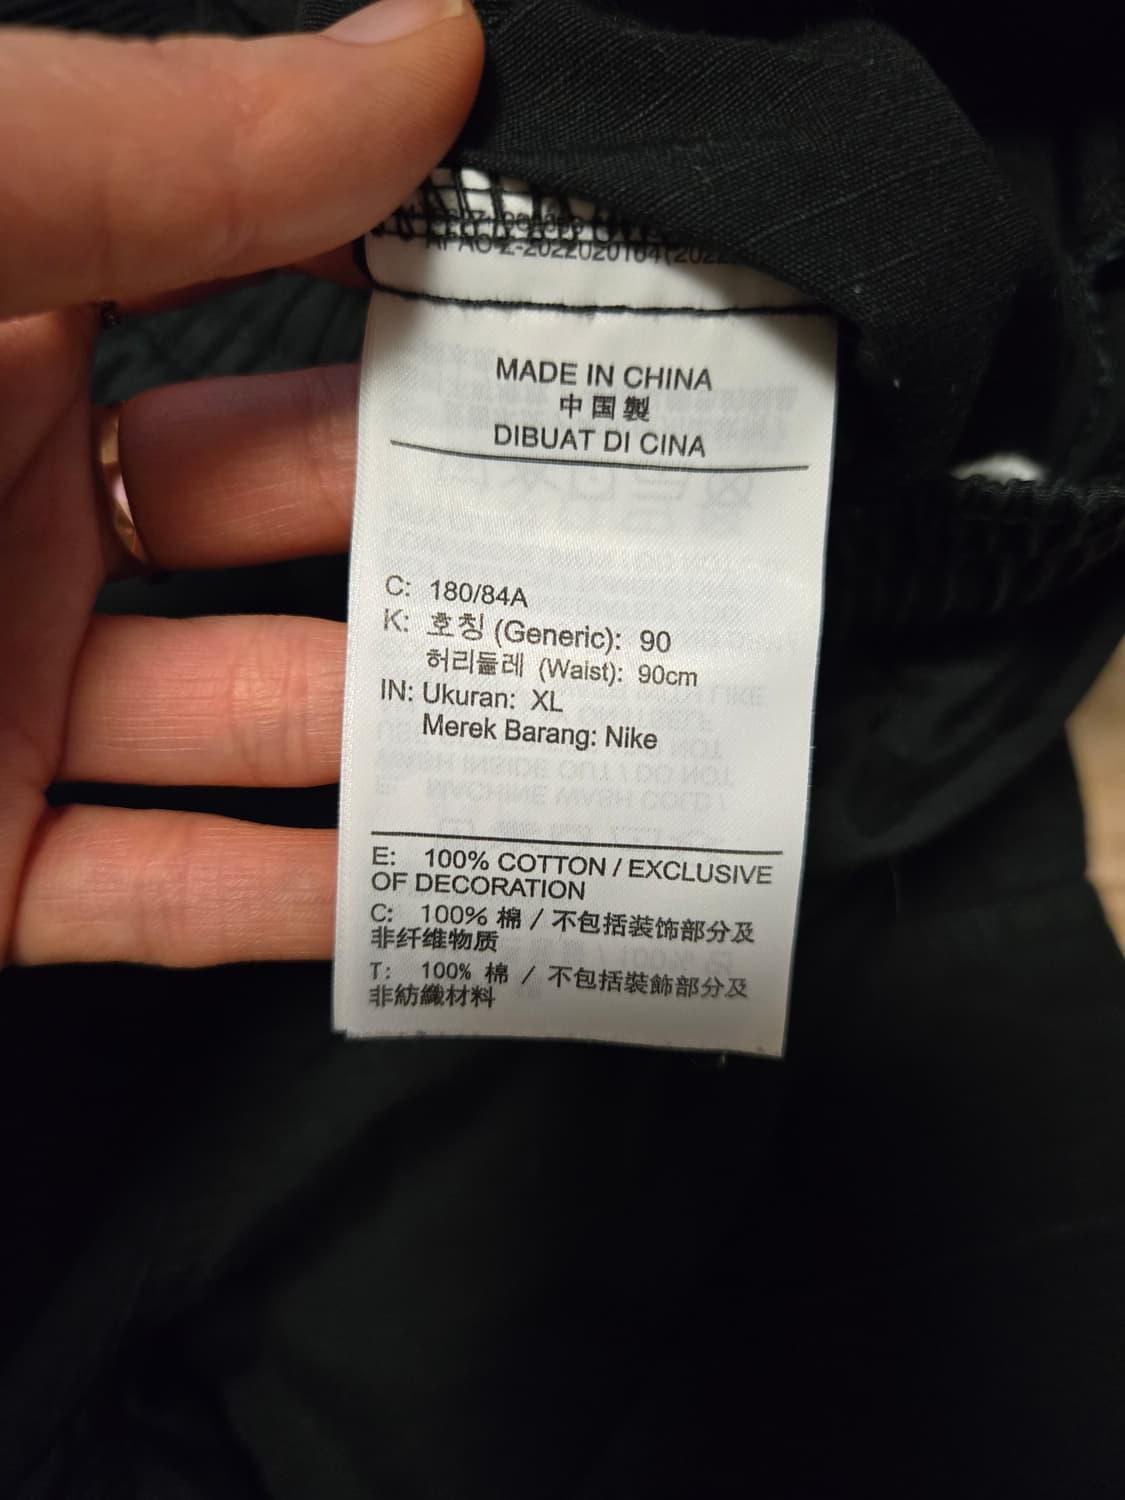 APAC-Z-2022020164(2022
MADE IN CHINA
中国製
DIBUAT DI CINA
C: 180/84A
K: 호칭 (Generic): 90
허리둘레 (Waist): 90cm
IN: Ukuran: XL
Merek Barang: Nike
E: 100% COTTON / EXCLUSIVE
OF DECORATION
C: 100% 棉 / 不包括装饰部分及
非纤维物质
T: 100% 棉 / 不包括裝飾部分及
非紡織材料